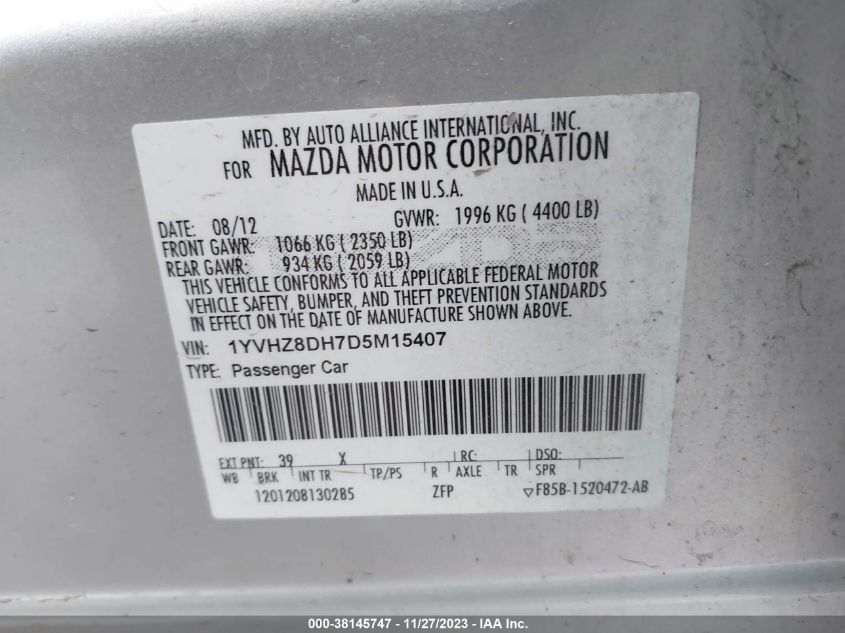 MFD. BY AUTO ALLIANCE INTERNATIONAL, INC.
FOR MAZDA MOTOR CORPORATION
MADE IN U.S.A.
DATE: 08/12 GVWR: 1996 KG ( 4400 LB)
FRONT GAWR: 1066 KG ( 2350 LB)
REAR GAWR: 934 KG ( 2059 LB)
THIS VEHICLE CONFORMS TO ALL APPLICABLE FEDERAL MOTOR
VEHICLE SAFETY, BUMPER, AND THEFT PREVENTION STANDARDS
IN EFFECT ON THE DATE OF MANUFACTURE SHOWN ABOVE.
VIN: 1YVHZ8DH7D5M15407
TYPE: Passenger Car
EXT PNT: 39 X RC: DSO:
WB BRK INT TR TP/PS R AXLE TR SPR
1201208130285 ZFP ▽F85B-1520472-AB
000-38145747 - 11/27/2023 - IAA Inc.